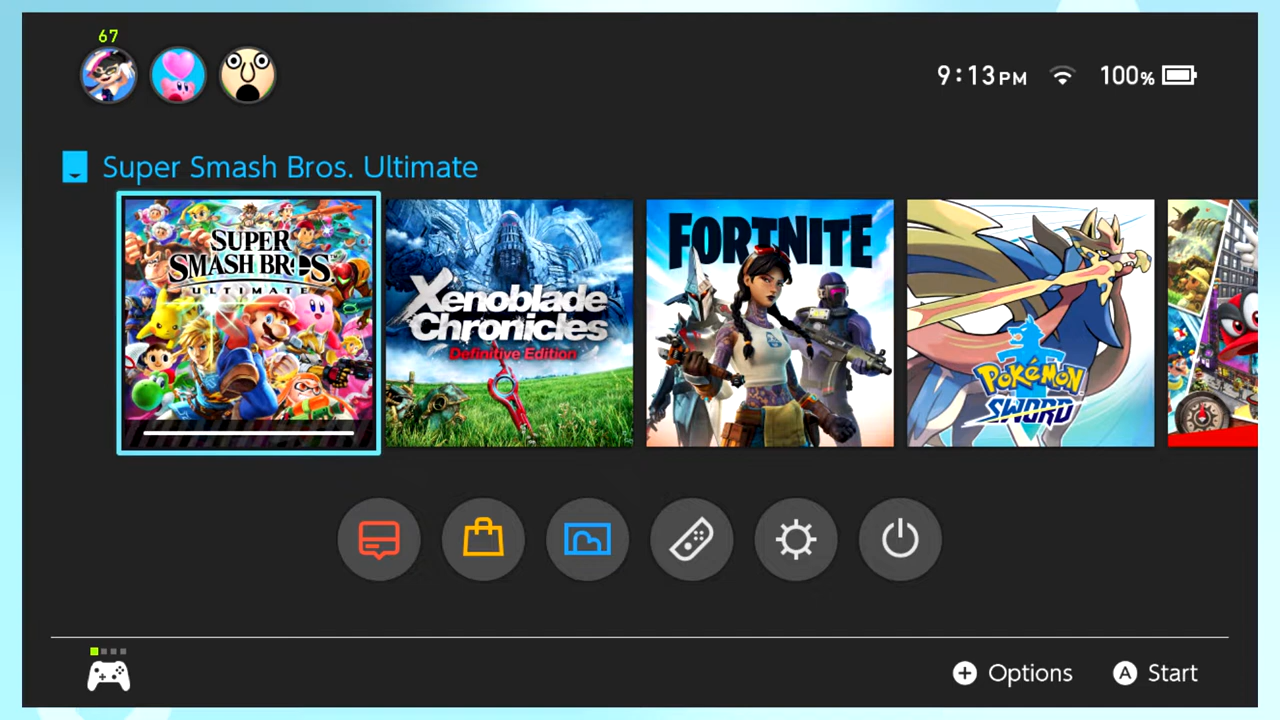 67
9:13PM
100%
Super Smash Bros. Ultimate
SUPER
SMASH BROS.
ULTIMATE
Xenoblade
Chronicles
Definitive Edition
FORTNITE
POKéMON
SWORD
Options
A Start